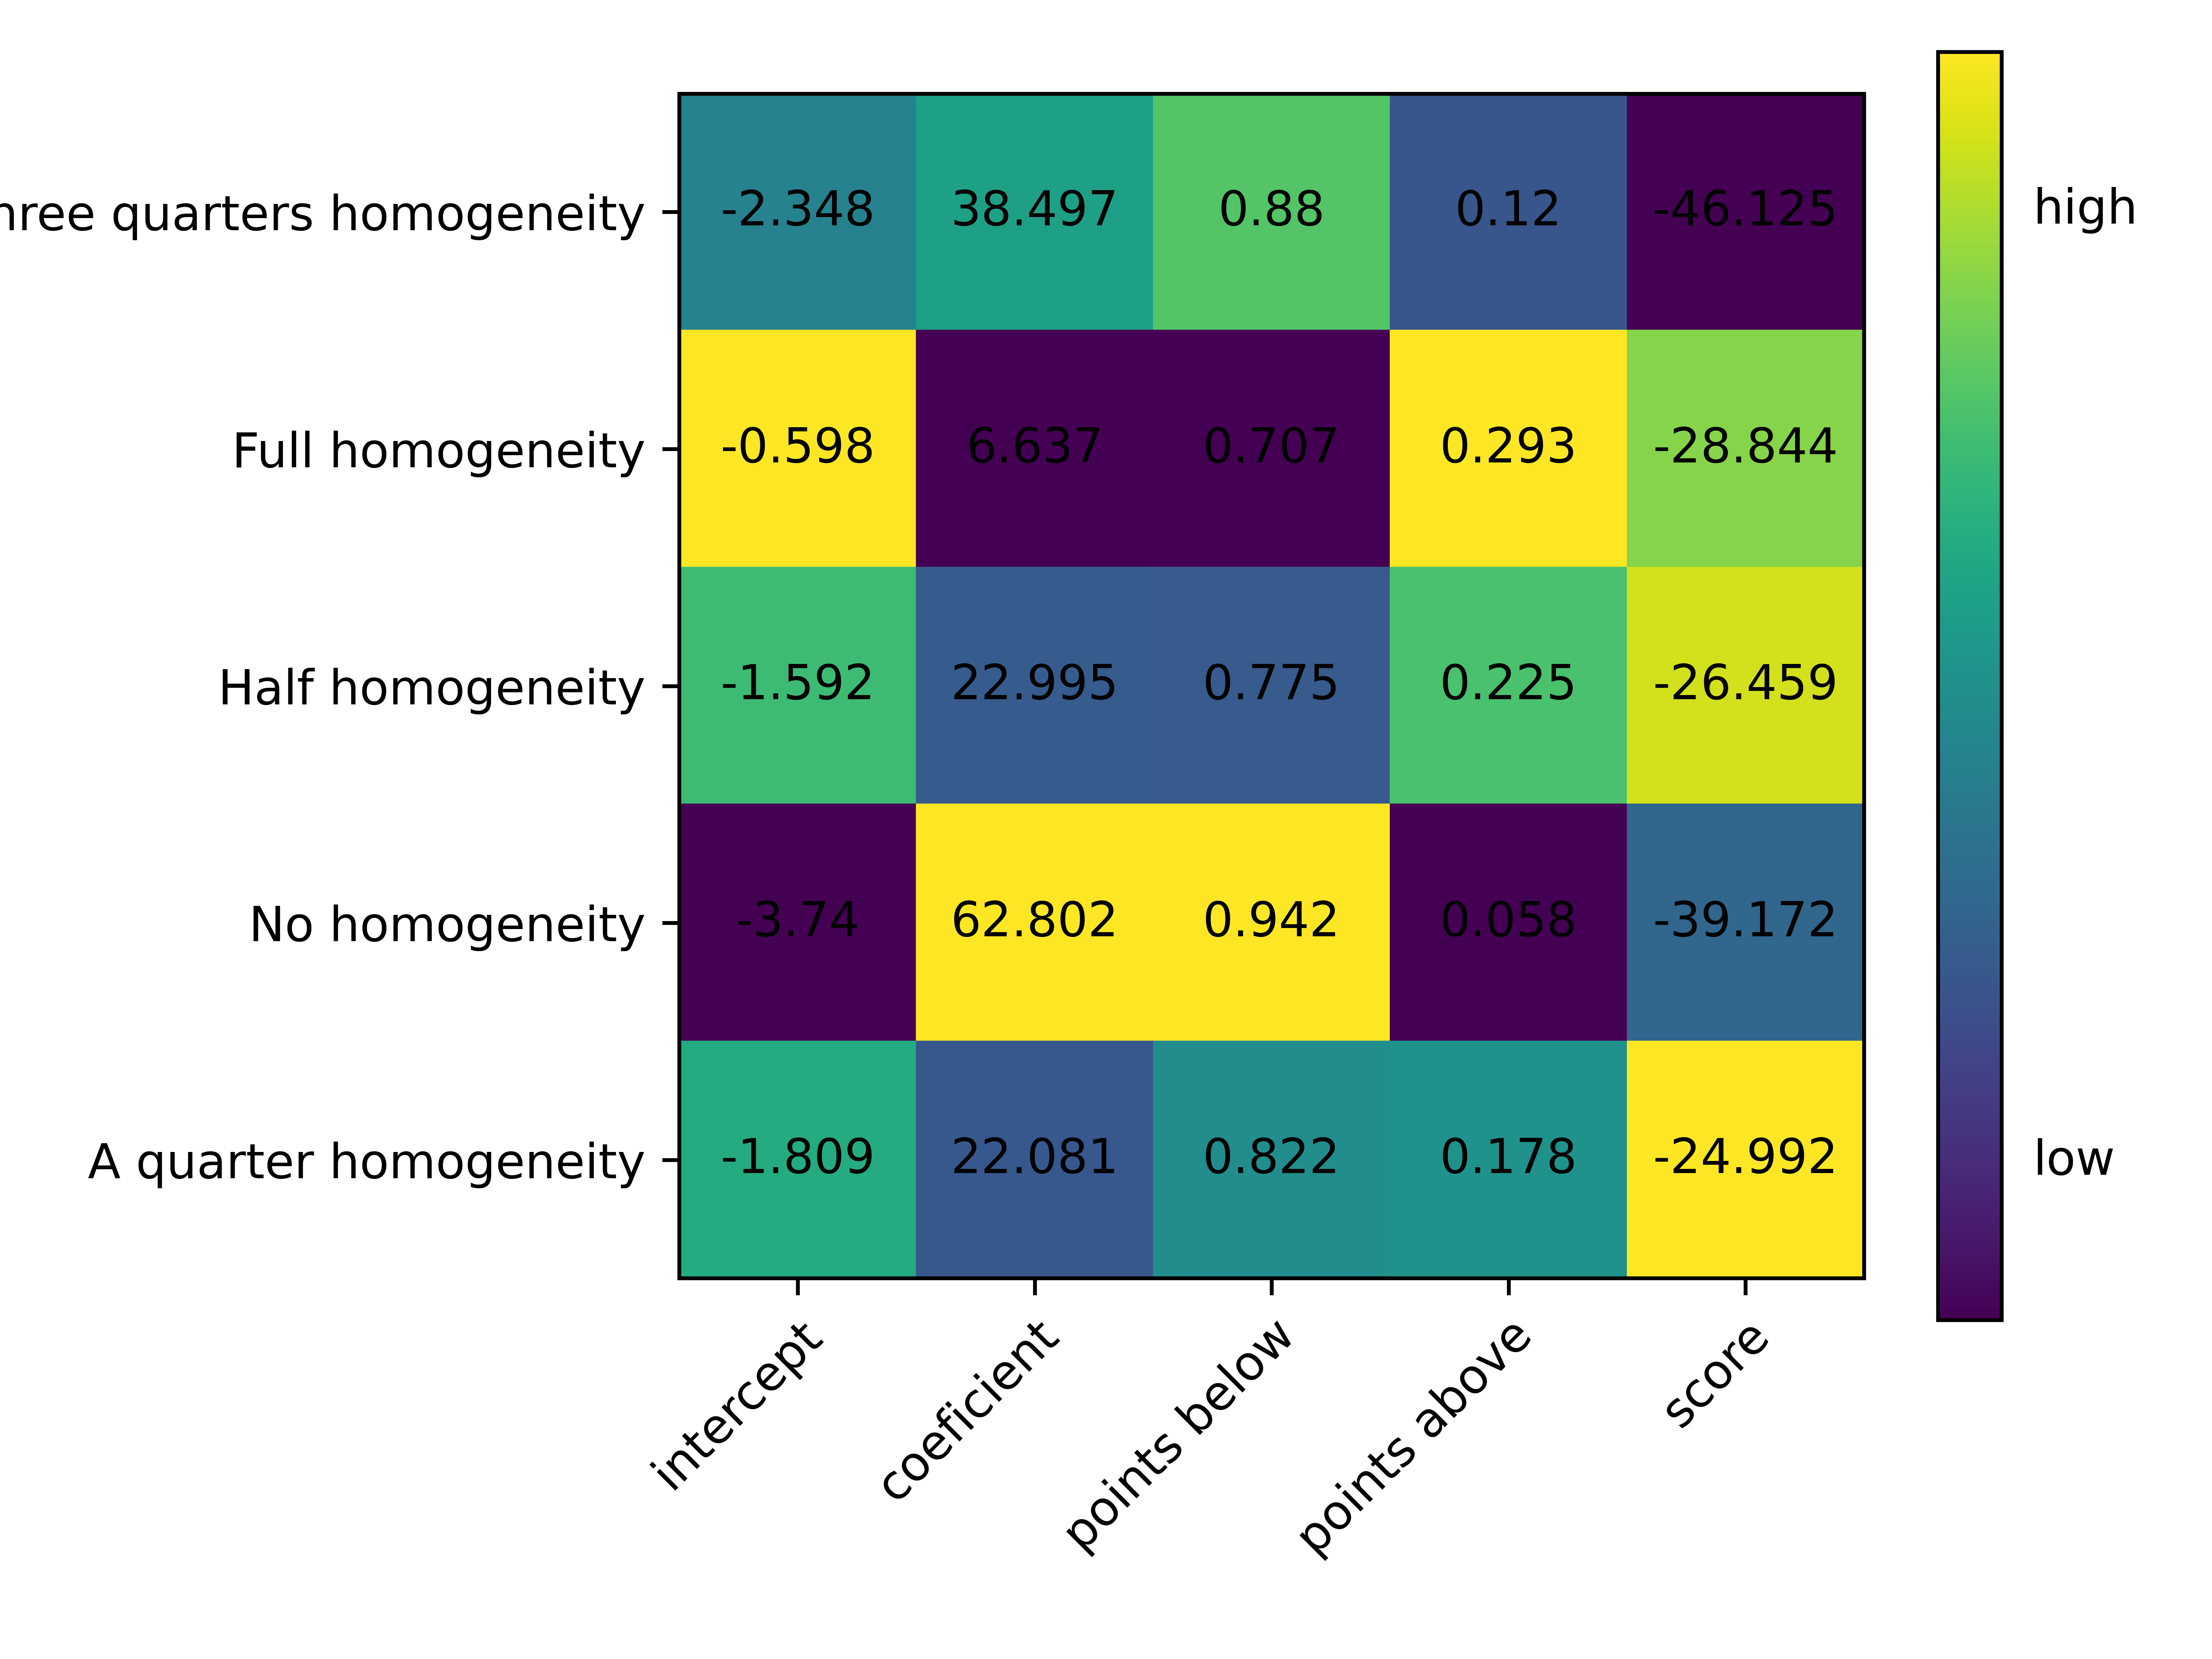 hree quarters homogeneity -2.348 38.497 0.88 0.12 -46.125 high
Full homogeneity -0.598 6.637 0.707 0.293 -28.844
Half homogeneity -1.592 22.995 0.775 0.225 -26.459
No homogeneity -3.74 62.802 0.942 0.058 -39.172
A quarter homogeneity -1.809 22.081 0.822 0.178 -24.992 low
intercept coeficient points below points above score